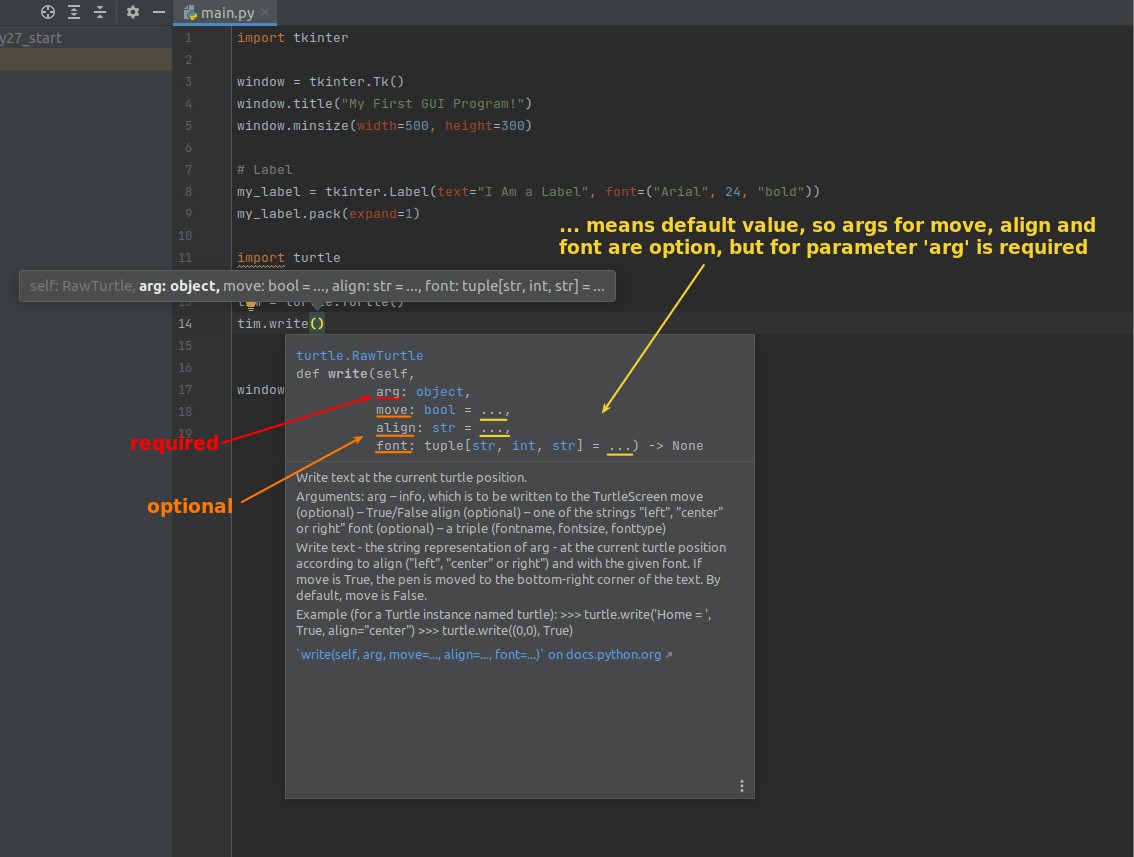 main.py
y27_start
1 import tkinter
2
3 window = tkinter.Tk()
4 window.title("My First GUI Program!")
5 window.minsize(width=500, height=300)
6
7 # Label
8 my_label = tkinter.Label(text="I Am a Label", font=("Arial", 24, "bold"))
9 my_label.pack(expand=1)
10
... means default value, so args for move, align and
font are option, but for parameter 'arg' is required
11 import turtle
self: RawTurtle, arg: object, move: bool = ..., align: str = ..., font: tuple[str, int, str] = ...
14 tim.write()
15
16
17 window
18
19
turtle.RawTurtle
def write(self,
arg: object,
move: bool = ...,
align: str = ...,
font: tuple[str, int, str] = ...) -> None
required
optional
Write text at the current turtle position.
Arguments: arg – info, which is to be written to the TurtleScreen move
(optional) – True/False align (optional) – one of the strings "left", "center"
or right" font (optional) – a triple (fontname, fontsize, fonttype)
Write text - the string representation of arg - at the current turtle position
according to align ("left", "center" or right") and with the given font. If
move is True, the pen is moved to the bottom-right corner of the text. By
default, move is False.
Example (for a Turtle instance named turtle): >>> turtle.write('Home = ',
True, align="center") >>> turtle.write((0,0), True)
`write(self, arg, move=..., align=..., font=...)` on docs.python.org